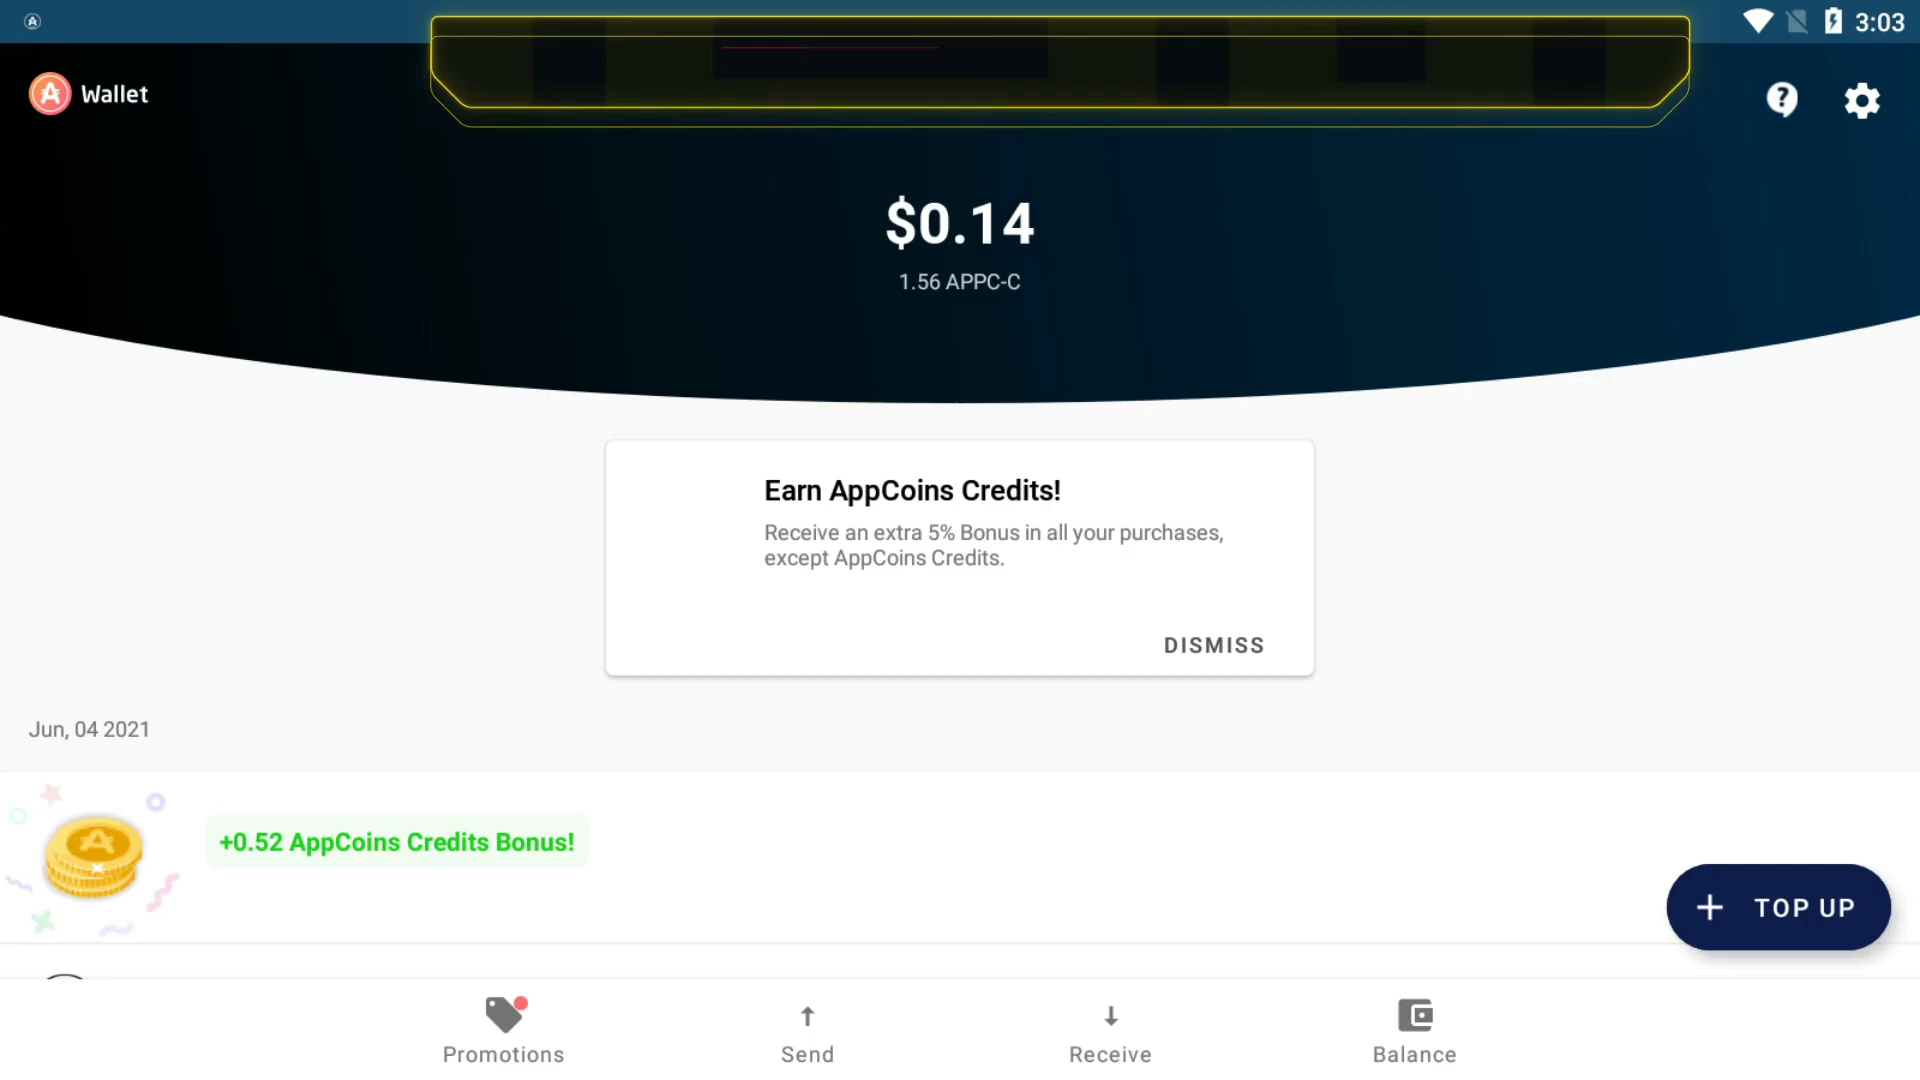 3:03
Wallet
$0.14
1.56 APPC-C
Earn AppCoins Credits!
Receive an extra 5% Bonus in all your purchases,
except AppCoins Credits.
DISMISS
Jun, 04 2021
+0.52 AppCoins Credits Bonus!
+ TOP UP
Promotions
Send
Receive
Balance